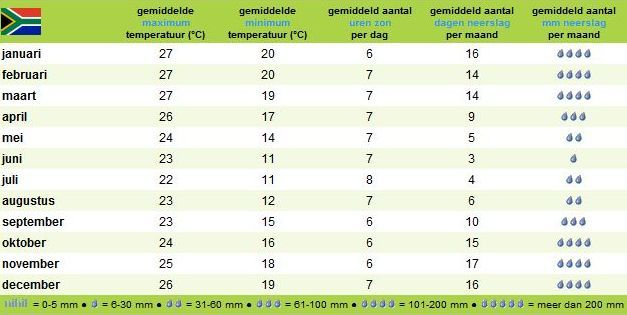 gemiddelde maximum temperatuur (°C) gemiddelde minimum temperatuur (°C) gemiddeld aantal uren zon per dag gemiddeld aantal dagen neerslag per maand gemiddeld aantal mm neerslag per maand
januari 27 20 6 16
februari 27 20 7 14
maart 27 19 7 14
april 26 17 7 9
mei 24 14 7 5
juni 23 11 7 3
juli 22 11 8 4
augustus 23 12 7 6
september 23 15 6 10
oktober 24 16 6 15
november 25 18 6 17
december 26 19 7 16
= 0-5 mm ● = 6-30 mm ● = 31-60 mm ● = 61-100 mm ● = 101-200 mm ● = meer dan 200 mm